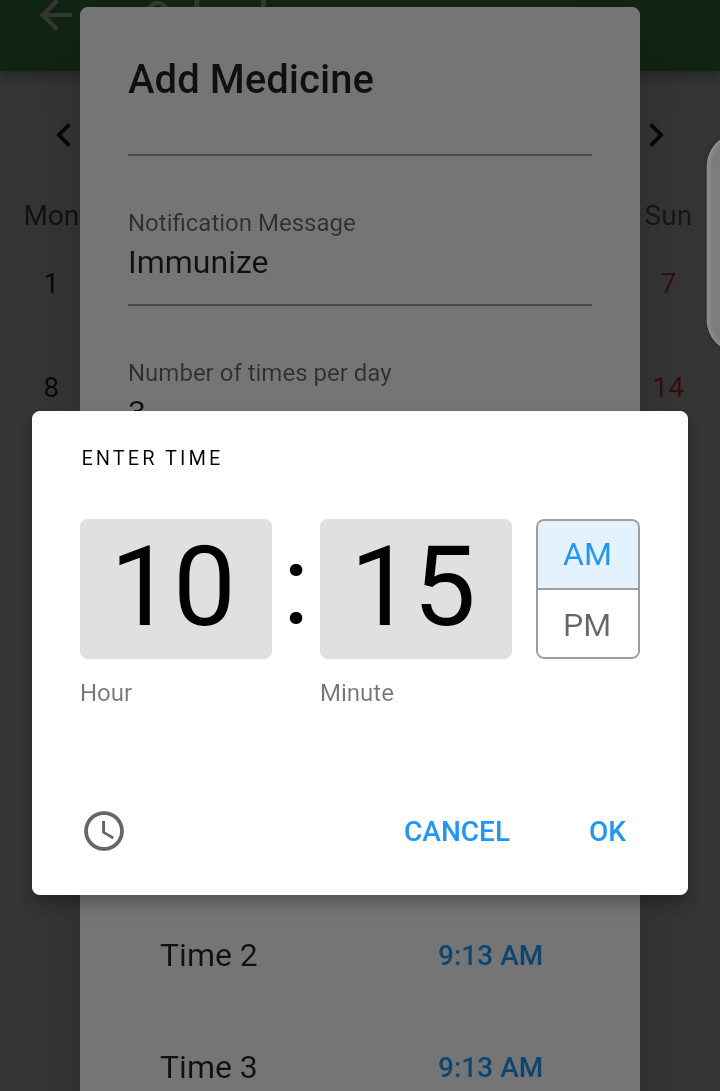 Add Medicine
Mon
Sun
Notification Message
Immunize
1
7
Number of times per day
8
14
3
ENTER TIME
10 : 15
AM
PM
Hour
Minute
CANCEL OK
Time 2 9:13 AM
Time 3 9:13 AM